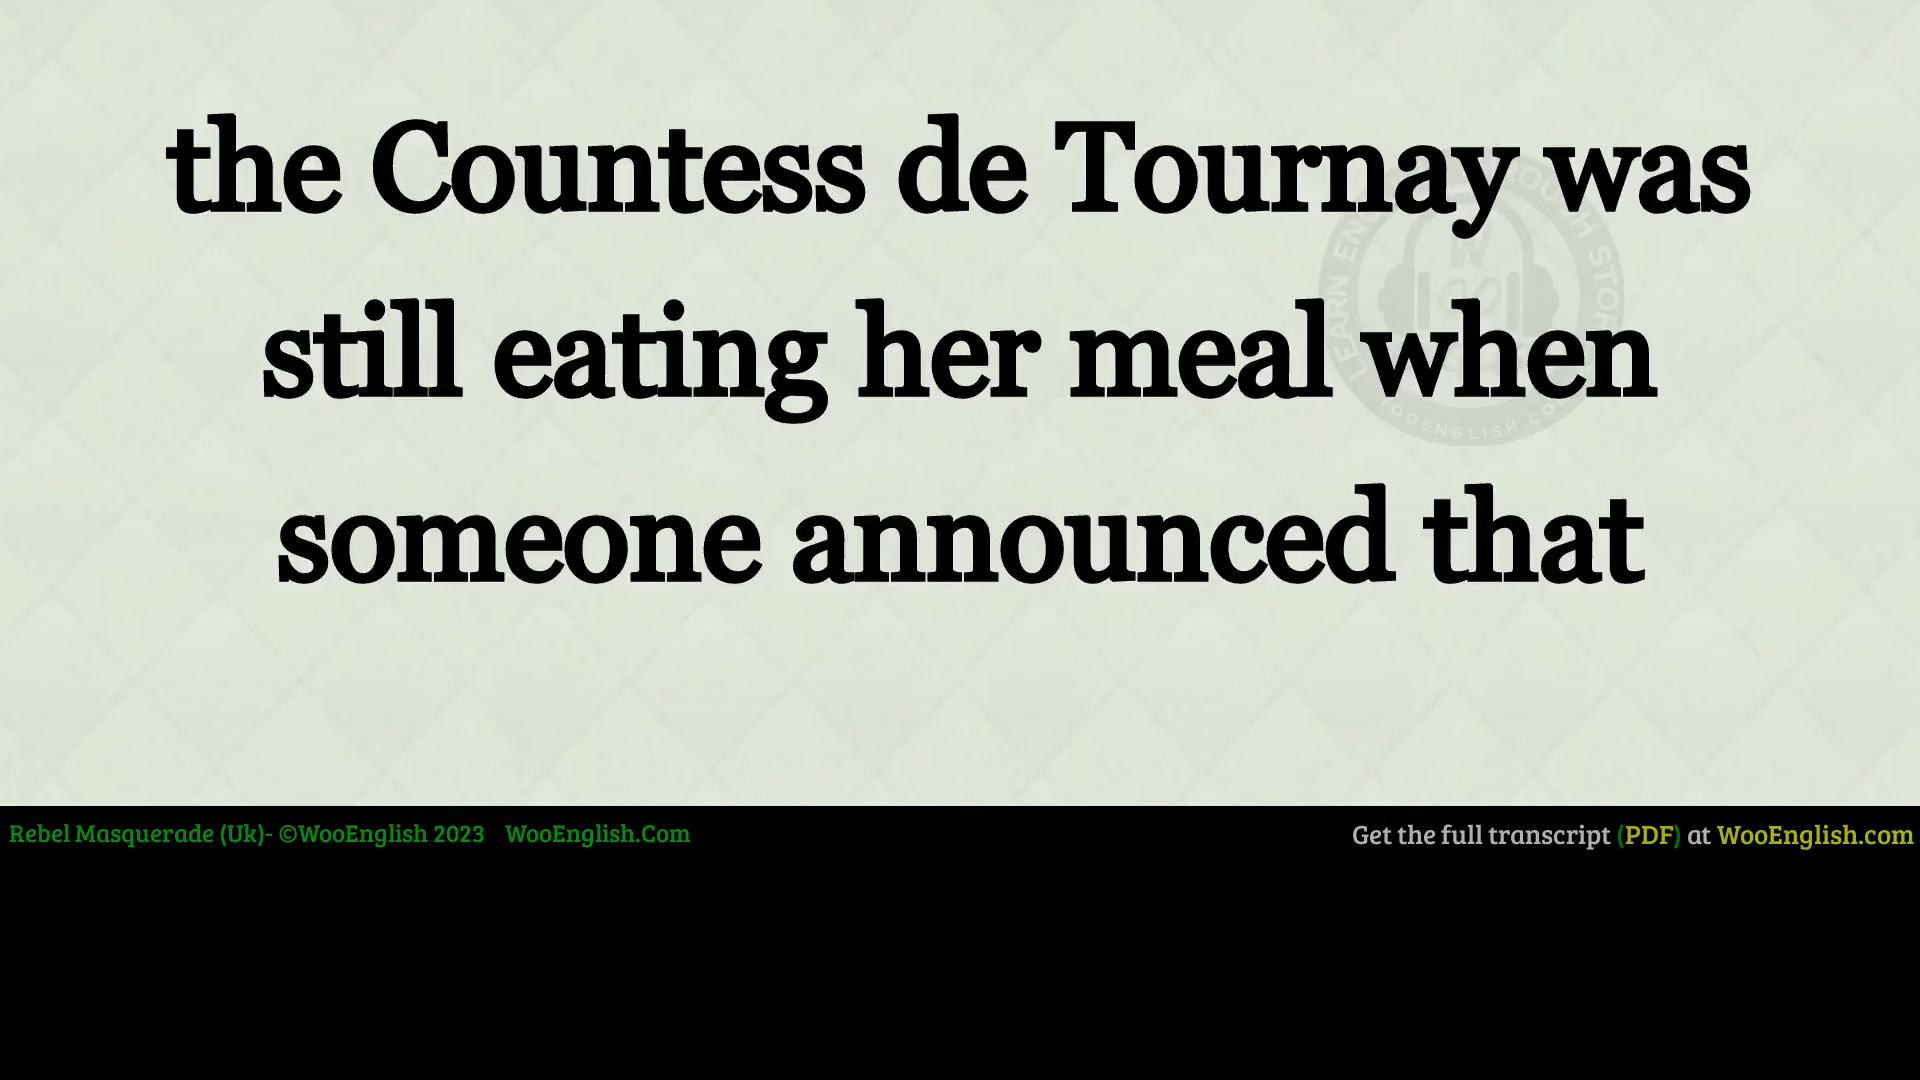 the Countess de Tournay was
still eating her meal when
someone announced that
Rebel Masquerade (Uk)- ©WooEnglish 2023 WooEnglish.Com
Get the full transcript (PDF) at WooEnglish.com